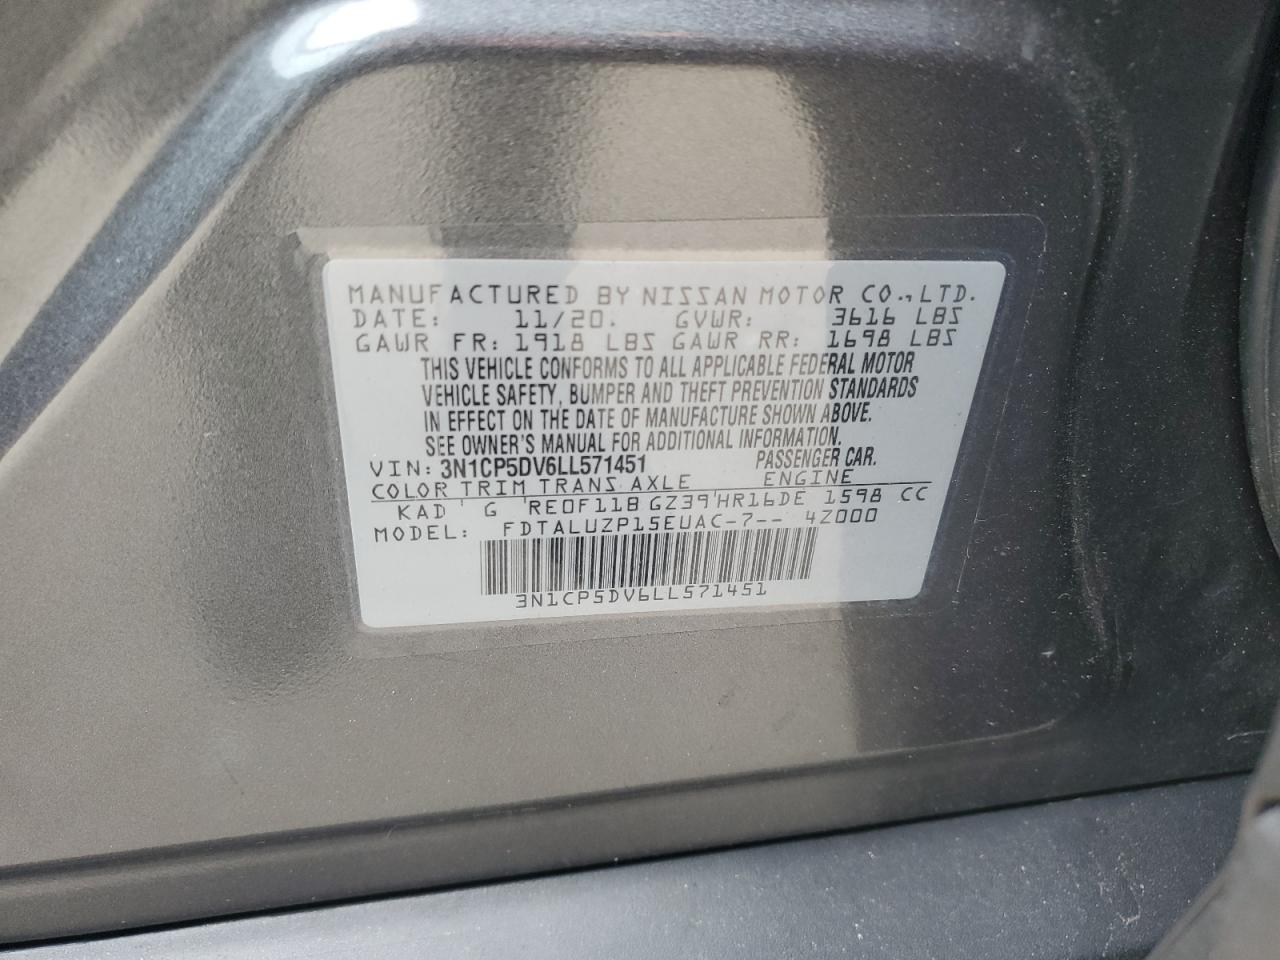 MANUFACTURED BY NISSAN MOTOR CO., LTD.
DATE: 11/20. GVWR: 3616 LBS
GAWR FR: 1918 LBS GAWR RR: 1698 LBS
THIS VEHICLE CONFORMS TO ALL APPLICABLE FEDERAL MOTOR
VEHICLE SAFETY, BUMPER AND THEFT PREVENTION STANDARDS
IN EFFECT ON THE DATE OF MANUFACTURE SHOWN ABOVE.
SEE OWNER'S MANUAL FOR ADDITIONAL INFORMATION.
VIN: 3N1CP5DV6LL571451 PASSENGER CAR.
COLOR TRIM TRANS AXLE ENGINE
KAD G RE0F11B GZ39 HR16DE 1598 CC
MODEL: FDTALUZP15EUAC-7-- 4Z000
3N1CP5DV6LL571451